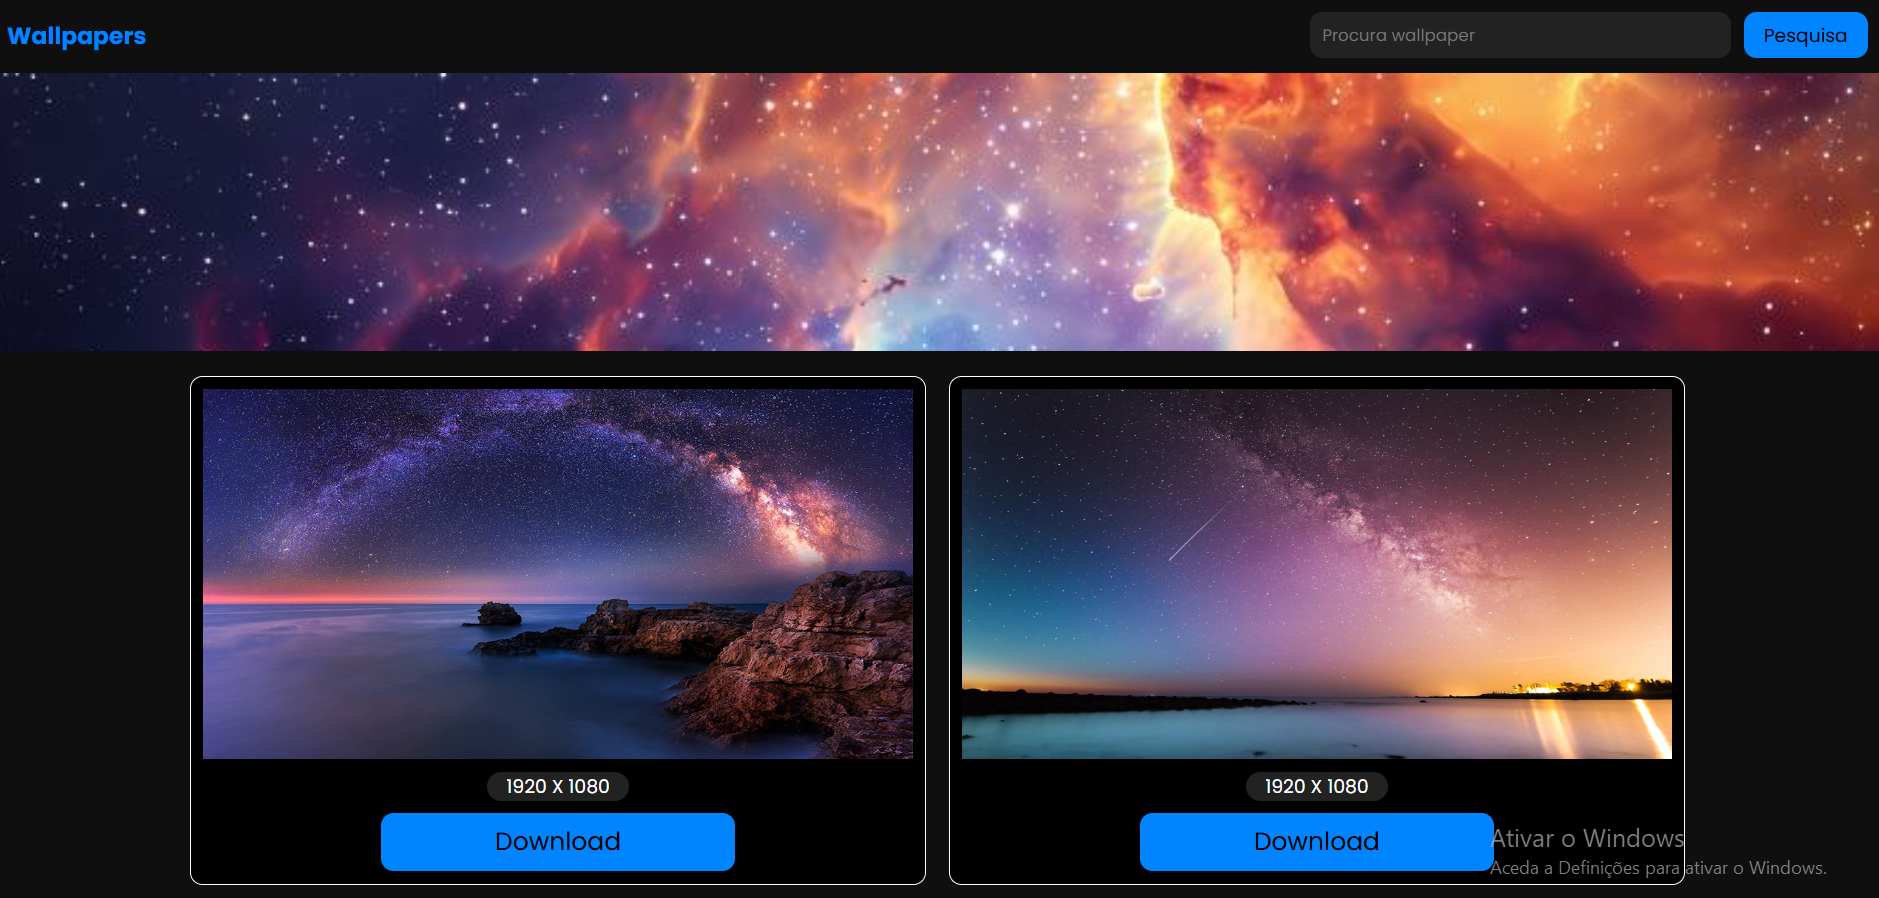 Wallpapers
Procura wallpaper
Pesquisa
1920 X 1080
Download
1920 X 1080
Download
Ativar o Windows
Aceda a Definições para ativar o Windows.